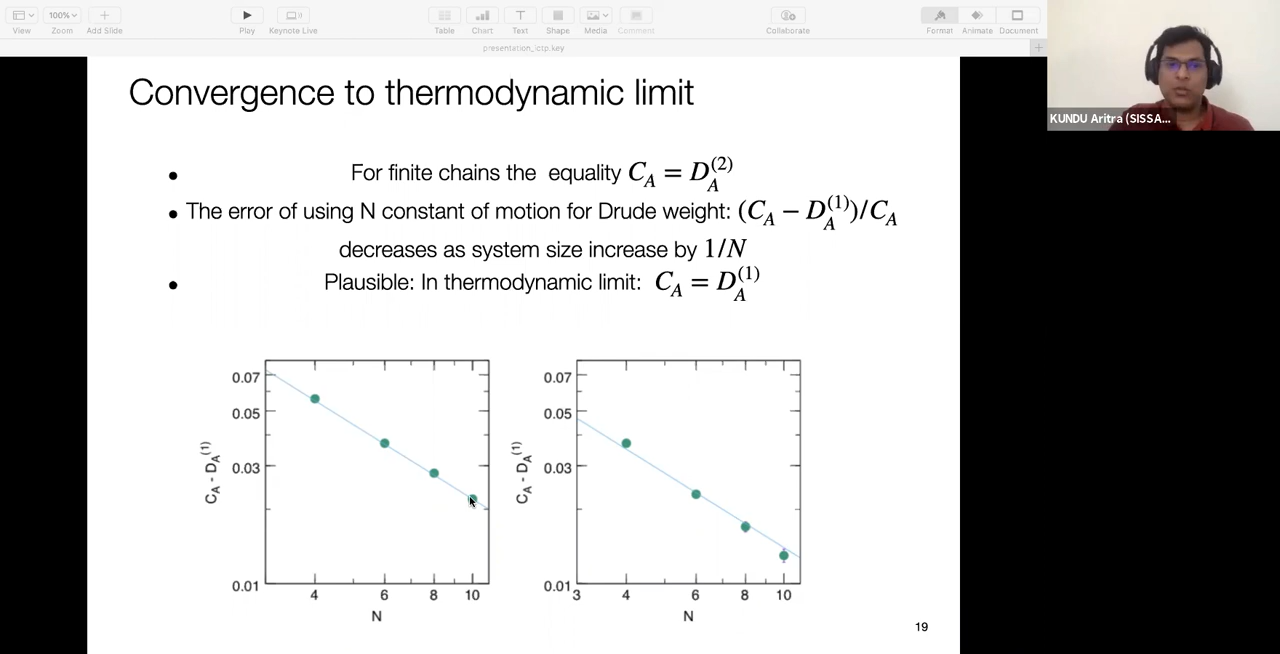 100%
View
Zoom
Add Slide
Play
Keynote Live
Table
Chart
Text
Shape
Media
Comment
Collaborate
Format
Animate
Document
presentation_ictp.key
KUNDU Aritra (SISSA...
Convergence to thermodynamic limit
• For finite chains the equality C_A = D_A^(2)
• The error of using N constant of motion for Drude weight: (C_A − D_A^(1))/C_A
decreases as system size increase by 1/N
• Plausible: In thermodynamic limit: C_A = D_A^(1)
0.07
0.05
0.03
0.01
C_A - D_A^(1)
4 6 8 10
N
0.07
0.05
0.03
0.01
C_A - D_A^(1)
3 4 6 8 10
N
19